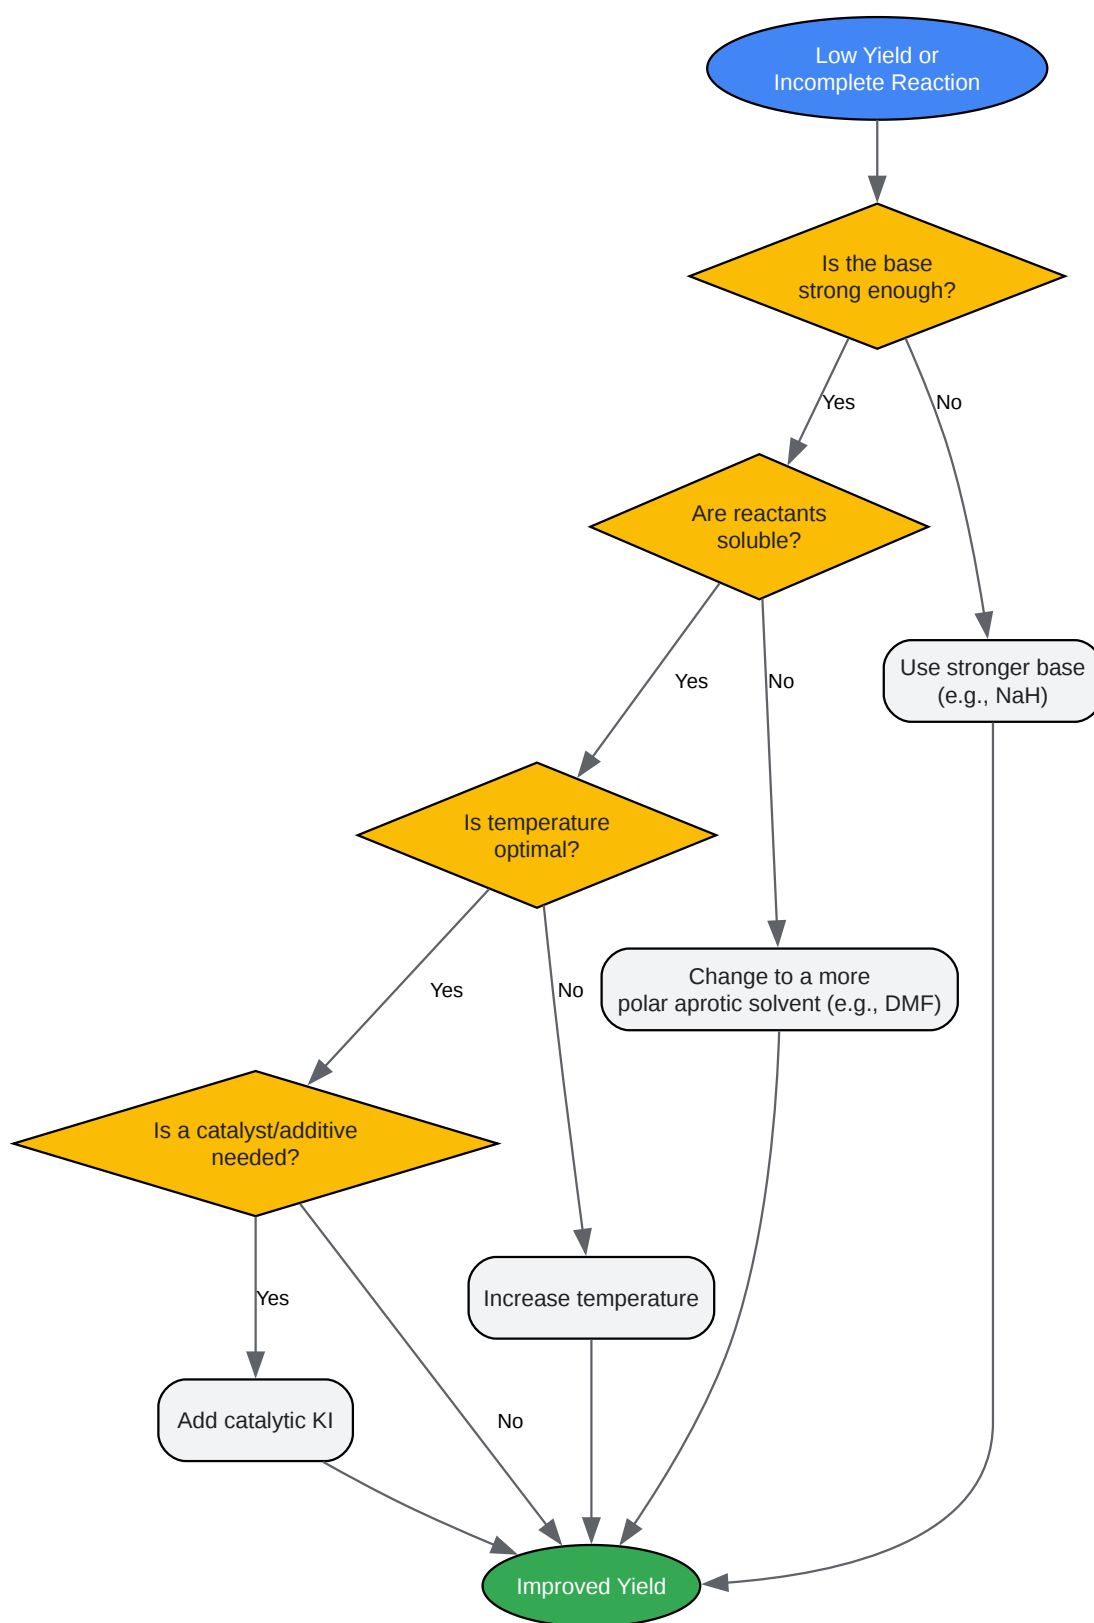 Low Yield or
Incomplete Reaction
Is the base
strong enough?
Yes
No
Are reactants
soluble?
Use stronger base
(e.g., NaH)
Yes
No
Is temperature
optimal?
Change to a more
polar aprotic solvent (e.g., DMF)
Yes
No
Is a catalyst/additive
needed?
Increase temperature
Yes
Add catalytic KI
No
Improved Yield